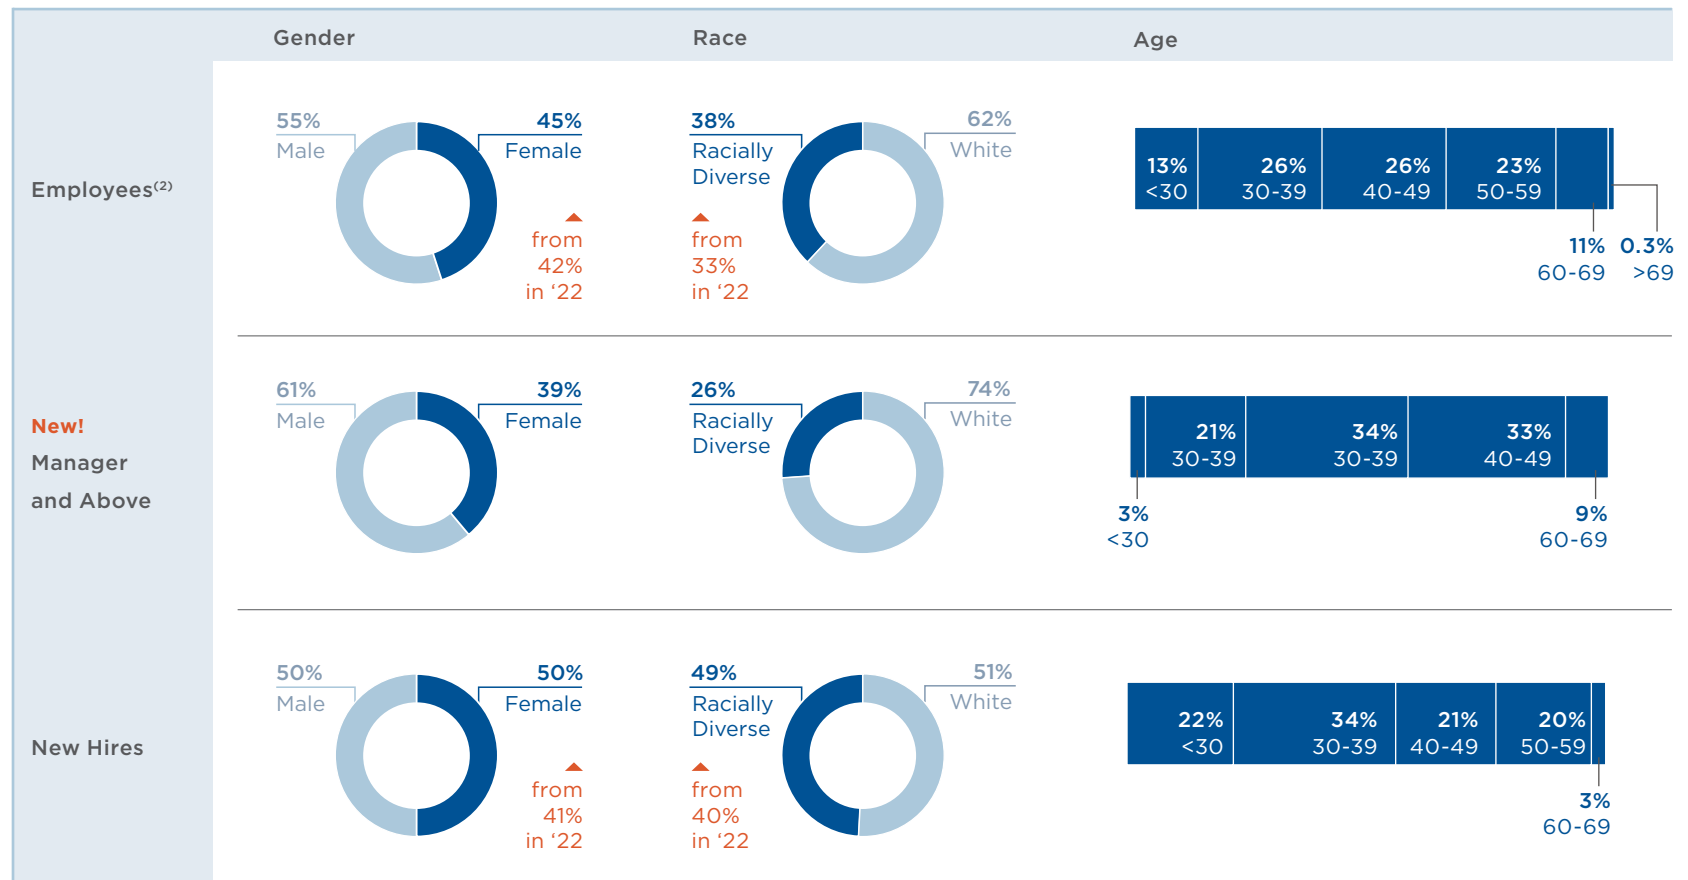 Gender
Race
Age
Employees(2)
55%
Male
45%
Female
from
42%
in ‘22
38%
Racially
Diverse
from
33%
in ‘22
62%
White
13%
<30
26%
30-39
26%
40-49
23%
50-59
11%
60-69
0.3%
>69
New!
Manager
and Above
61%
Male
39%
Female
26%
Racially
Diverse
74%
White
3%
<30
21%
30-39
34%
30-39
33%
40-49
9%
60-69
New Hires
50%
Male
50%
Female
from
41%
in ‘22
49%
Racially
Diverse
from
40%
in ‘22
51%
White
22%
<30
34%
30-39
21%
40-49
20%
50-59
3%
60-69